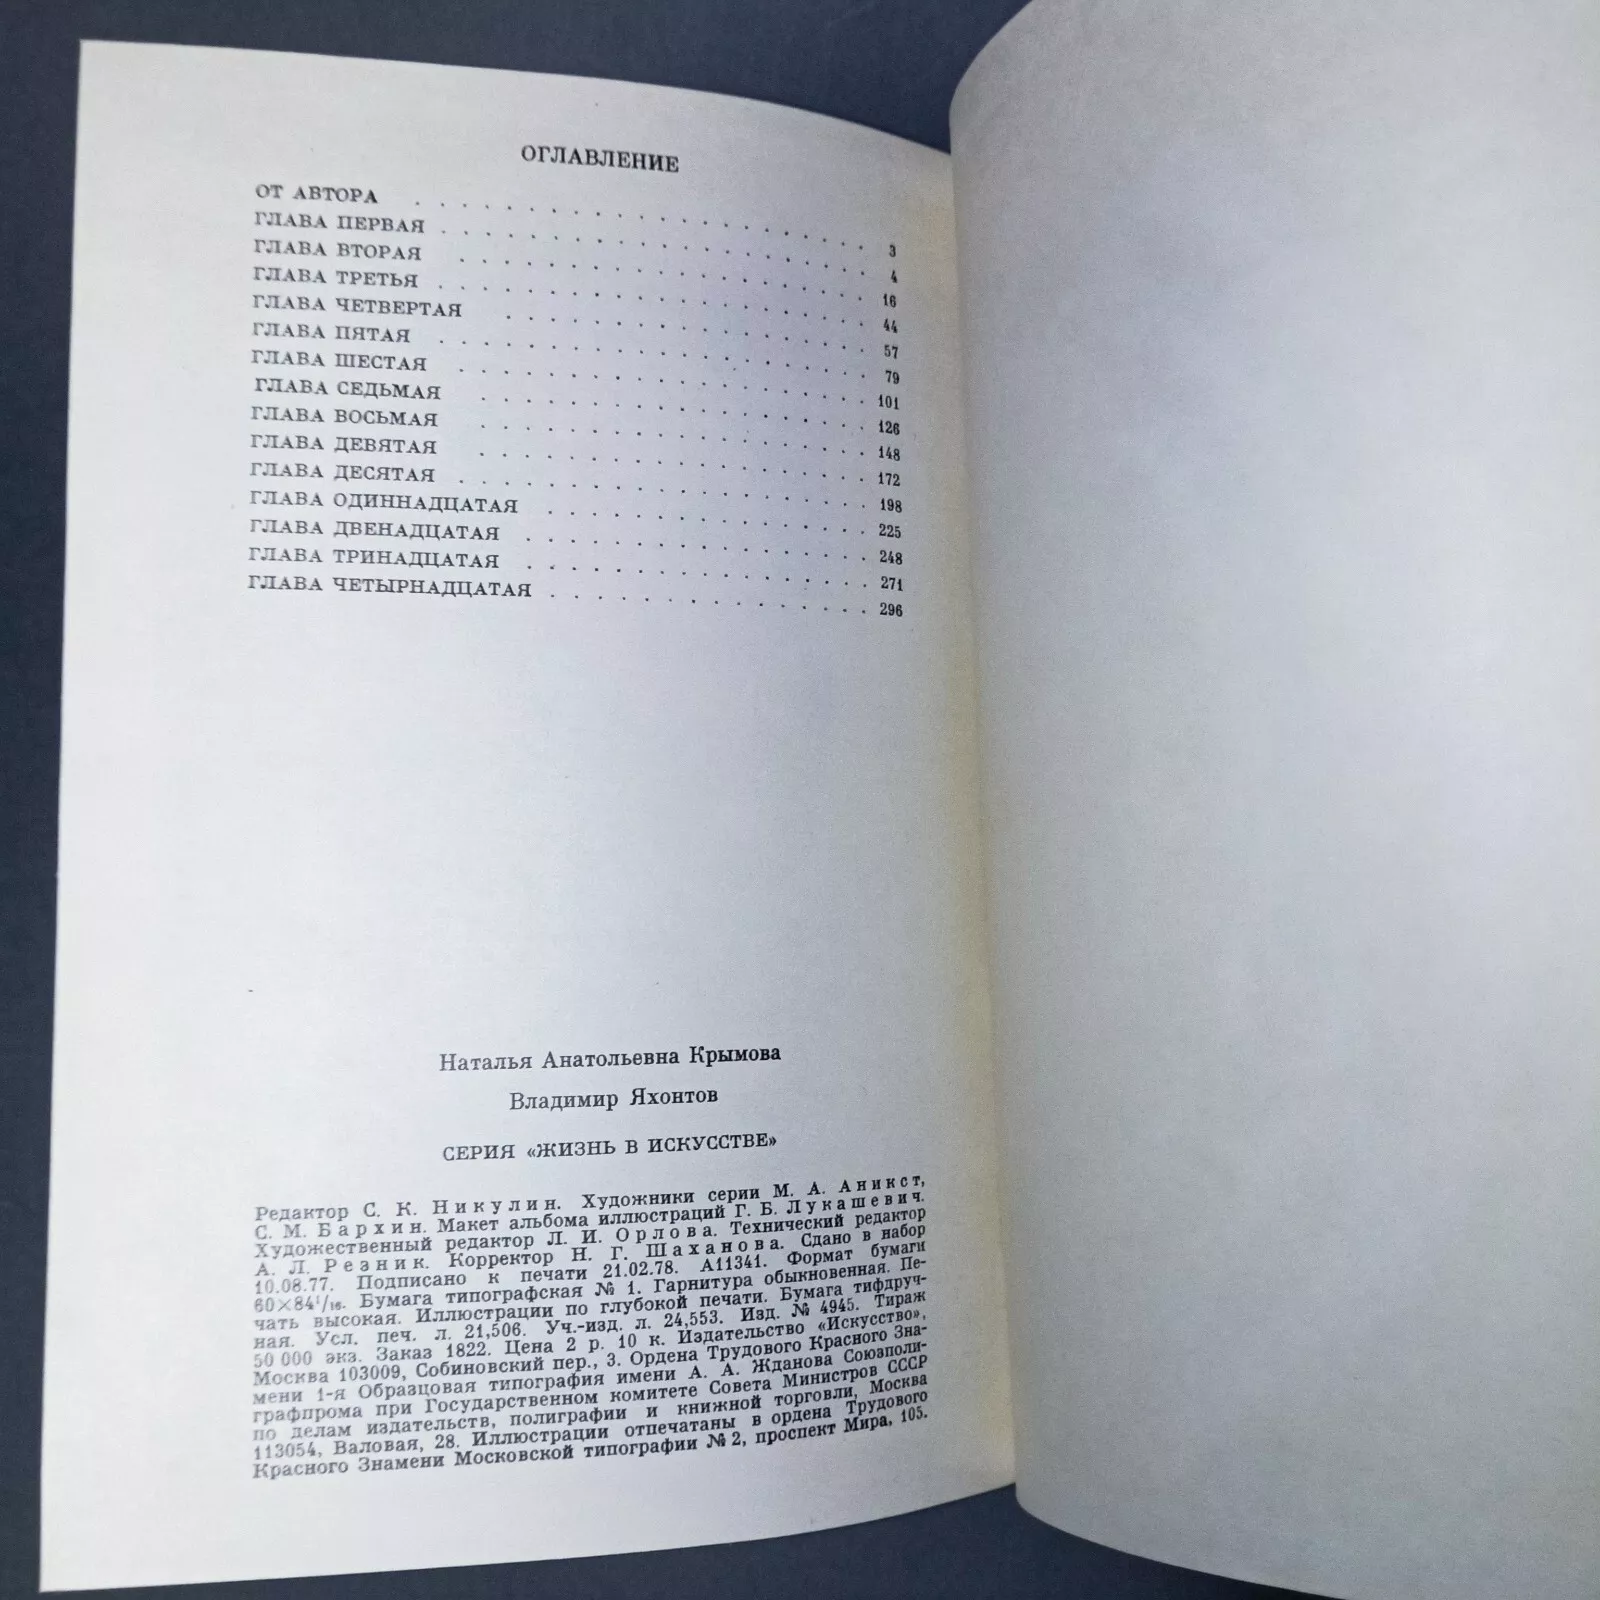 ОГЛАВЛЕНИЕ
ОТ АВТОРА . . . . . . . . . . . . . . . . 3
ГЛАВА ПЕРВАЯ . . . . . . . . . . . . . . . . 4
ГЛАВА ВТОРАЯ . . . . . . . . . . . . . . . . 16
ГЛАВА ТРЕТЬЯ . . . . . . . . . . . . . . . . 44
ГЛАВА ЧЕТВЕРТАЯ . . . . . . . . . . . . . . . . 57
ГЛАВА ПЯТАЯ . . . . . . . . . . . . . . . . 79
ГЛАВА ШЕСТАЯ . . . . . . . . . . . . . . . . 101
ГЛАВА СЕДЬМАЯ . . . . . . . . . . . . . . . . 126
ГЛАВА ВОСЬМАЯ . . . . . . . . . . . . . . . . 148
ГЛАВА ДЕВЯТАЯ . . . . . . . . . . . . . . . . 172
ГЛАВА ДЕСЯТАЯ . . . . . . . . . . . . . . . . 198
ГЛАВА ОДИННАДЦАТАЯ . . . . . . . . . . . . . . . . 225
ГЛАВА ДВЕНАДЦАТАЯ . . . . . . . . . . . . . . . . 248
ГЛАВА ТРИНАДЦАТАЯ . . . . . . . . . . . . . . . . 271
ГЛАВА ЧЕТЫРНАДЦАТАЯ . . . . . . . . . . . . . . . . 296
Наталья Анатольевна Крымова
Владимир Яхонтов
СЕРИЯ «ЖИЗНЬ В ИСКУССТВЕ»
Редактор С. К. Никулин. Художники серии М. А. Аникст,
С. М. Бархин. Макет альбома иллюстраций Г. Б. Лукашевич.
Художественный редактор Л. И. Орлова. Технический редактор
А. Л. Резник. Корректор Н. Г. Шаханова. Сдано в набор
10.08.77. Подписано к печати 21.02.78. А11341. Формат бумаги
60×84¹/₁₆. Бумага типографская № 1. Гарнитура обыкновенная. Пе-
чать высокая. Иллюстрации по глубокой печати. Бумага тифдруч-
ная. Усл. печ. л. 21,506. Уч.-изд. л. 24,553. Изд. № 4945. Тираж
50 000 экз. Заказ 1822. Цена 2 р. 10 к. Издательство «Искусство»,
Москва 103009, Собиновский пер., 3. Ордена Трудового Красного Зна-
мени 1-я Образцовая типография имени А. А. Жданова Союзполи-
графпрома при Государственном комитете Совета Министров СССР
по делам издательств, полиграфии и книжной торговли, Москва
113054, Валовая, 28. Иллюстрации отпечатаны в ордена Трудового
Красного Знамени Московской типографии № 2, проспект Мира, 105.